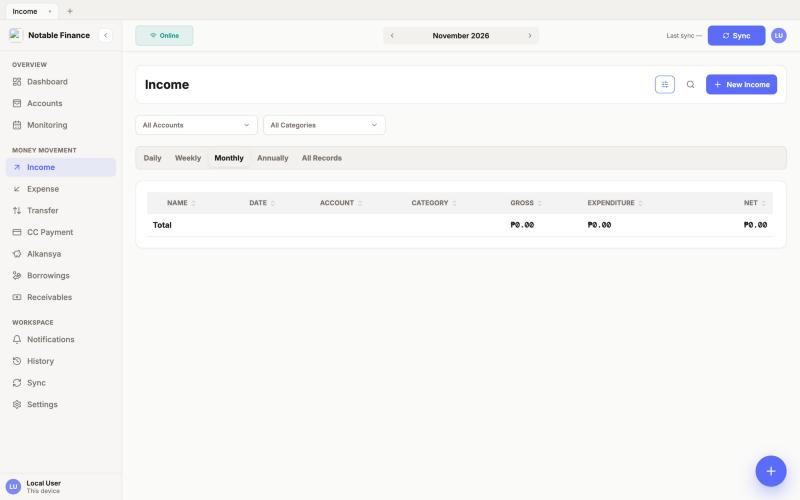 Income
Notable Finance
Online
November 2026
Last sync —
Sync
LU
OVERVIEW
Dashboard
Accounts
Monitoring
MONEY MOVEMENT
Income
Expense
Transfer
CC Payment
Alkansya
Borrowings
Receivables
WORKSPACE
Notifications
History
Sync
Settings
LU
Local User
This device
Income
New Income
All Accounts
All Categories
Daily Weekly Monthly Annually All Records
NAME DATE ACCOUNT CATEGORY GROSS EXPENDITURE NET
Total ₱0.00 ₱0.00 ₱0.00